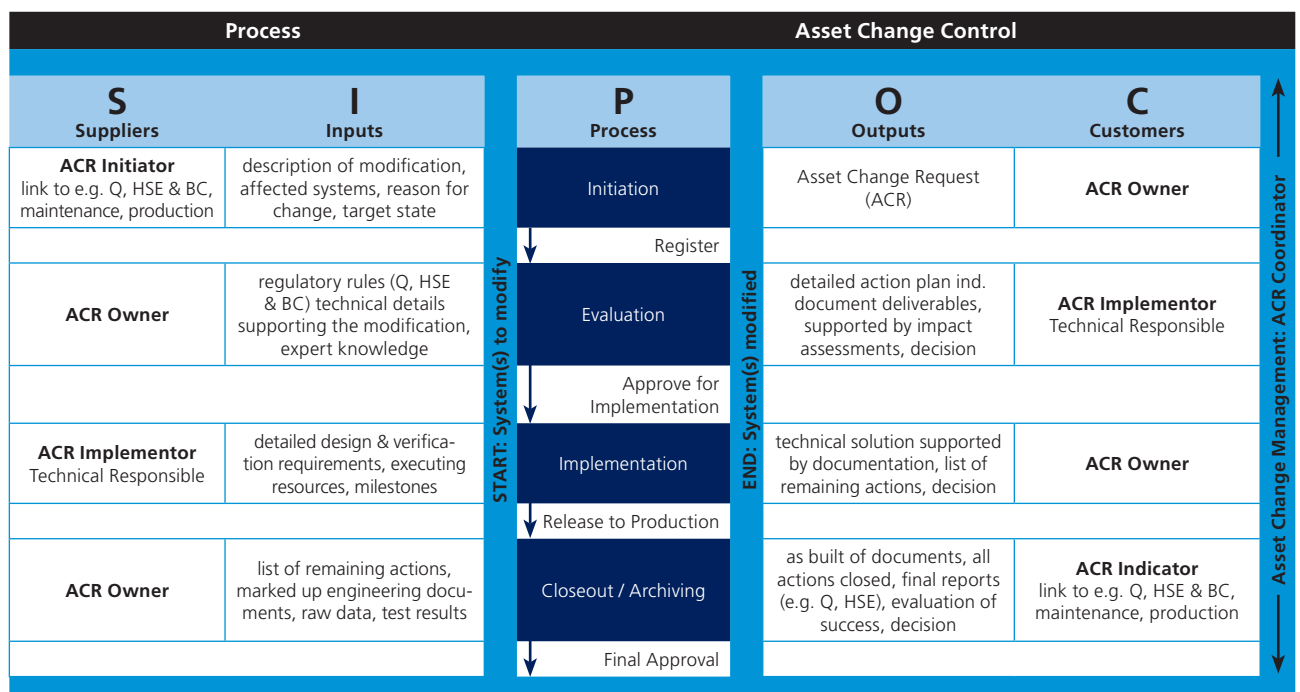 Process
Asset Change Control
S
Suppliers
I
Inputs
P
Process
O
Outputs
C
Customers
ACR Initiator
link to e.g. Q, HSE & BC,
maintenance, production
description of modification,
affected systems, reason for
change, target state
Initiation
Asset Change Request
(ACR)
ACR Owner
Register
ACR Owner
regulatory rules (Q, HSE
& BC) technical details
supporting the modification,
expert knowledge
Evaluation
detailed action plan ind.
document deliverables,
supported by impact
assessments, decision
ACR Implementor
Technical Responsible
Approve for
Implementation
ACR Implementor
Technical Responsible
detailed design & verifica-
tion requirements, executing
resources, milestones
Implementation
technical solution supported
by documentation, list of
remaining actions, decision
ACR Owner
Release to Production
ACR Owner
list of remaining actions,
marked up engineering docu-
ments, raw data, test results
Closeout / Archiving
as built of documents, all
actions closed, final reports
(e.g. Q, HSE), evaluation of
success, decision
ACR Indicator
link to e.g. Q, HSE & BC,
maintenance, production
Final Approval
START: System(s) to modify
END: System(s) modified
Asset Change Management: ACR Coordinator